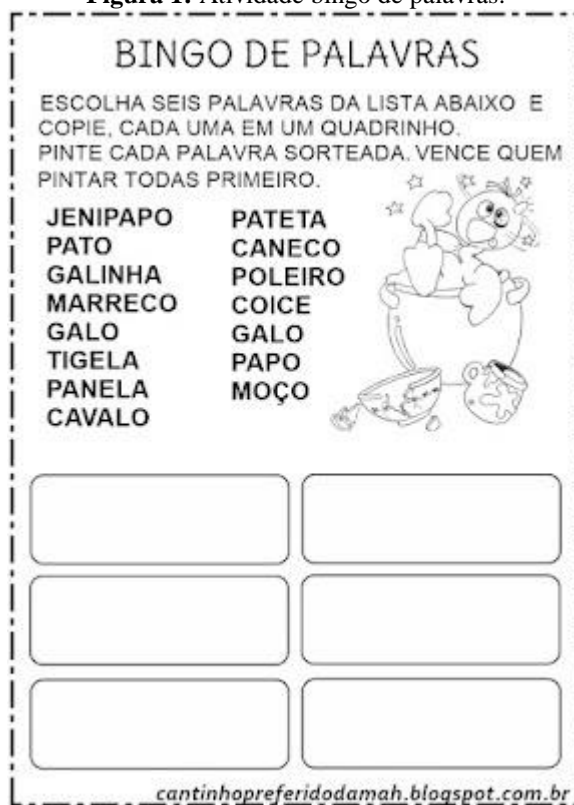 Figura 1: Atividade bingo de palavras.
BINGO DE PALAVRAS
ESCOLHA SEIS PALAVRAS DA LISTA ABAIXO E
COPIE, CADA UMA EM UM QUADRINHO.
PINTE CADA PALAVRA SORTEADA. VENCE QUEM
PINTAR TODAS PRIMEIRO.
JENIPAPO
PATO
GALINHA
MARRECO
GALO
TIGELA
PANELA
CAVALO
PATETA
CANECO
POLEIRO
COICE
GALO
PAPO
MOÇO
cantinhopreferidodamah.blogspot.com.br